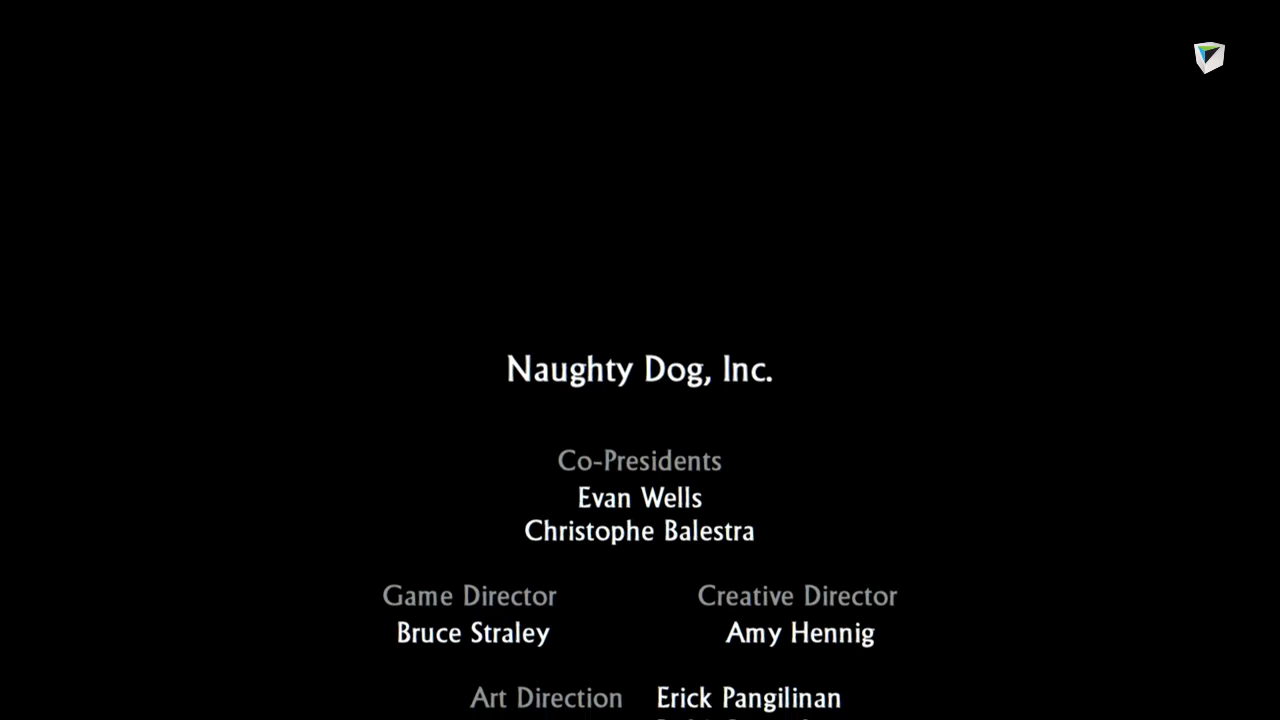 Naughty Dog, Inc.
Co-Presidents
Evan Wells
Christophe Balestra
Game Director Creative Director
Bruce Straley Amy Hennig
Art Direction Erick Pangilinan